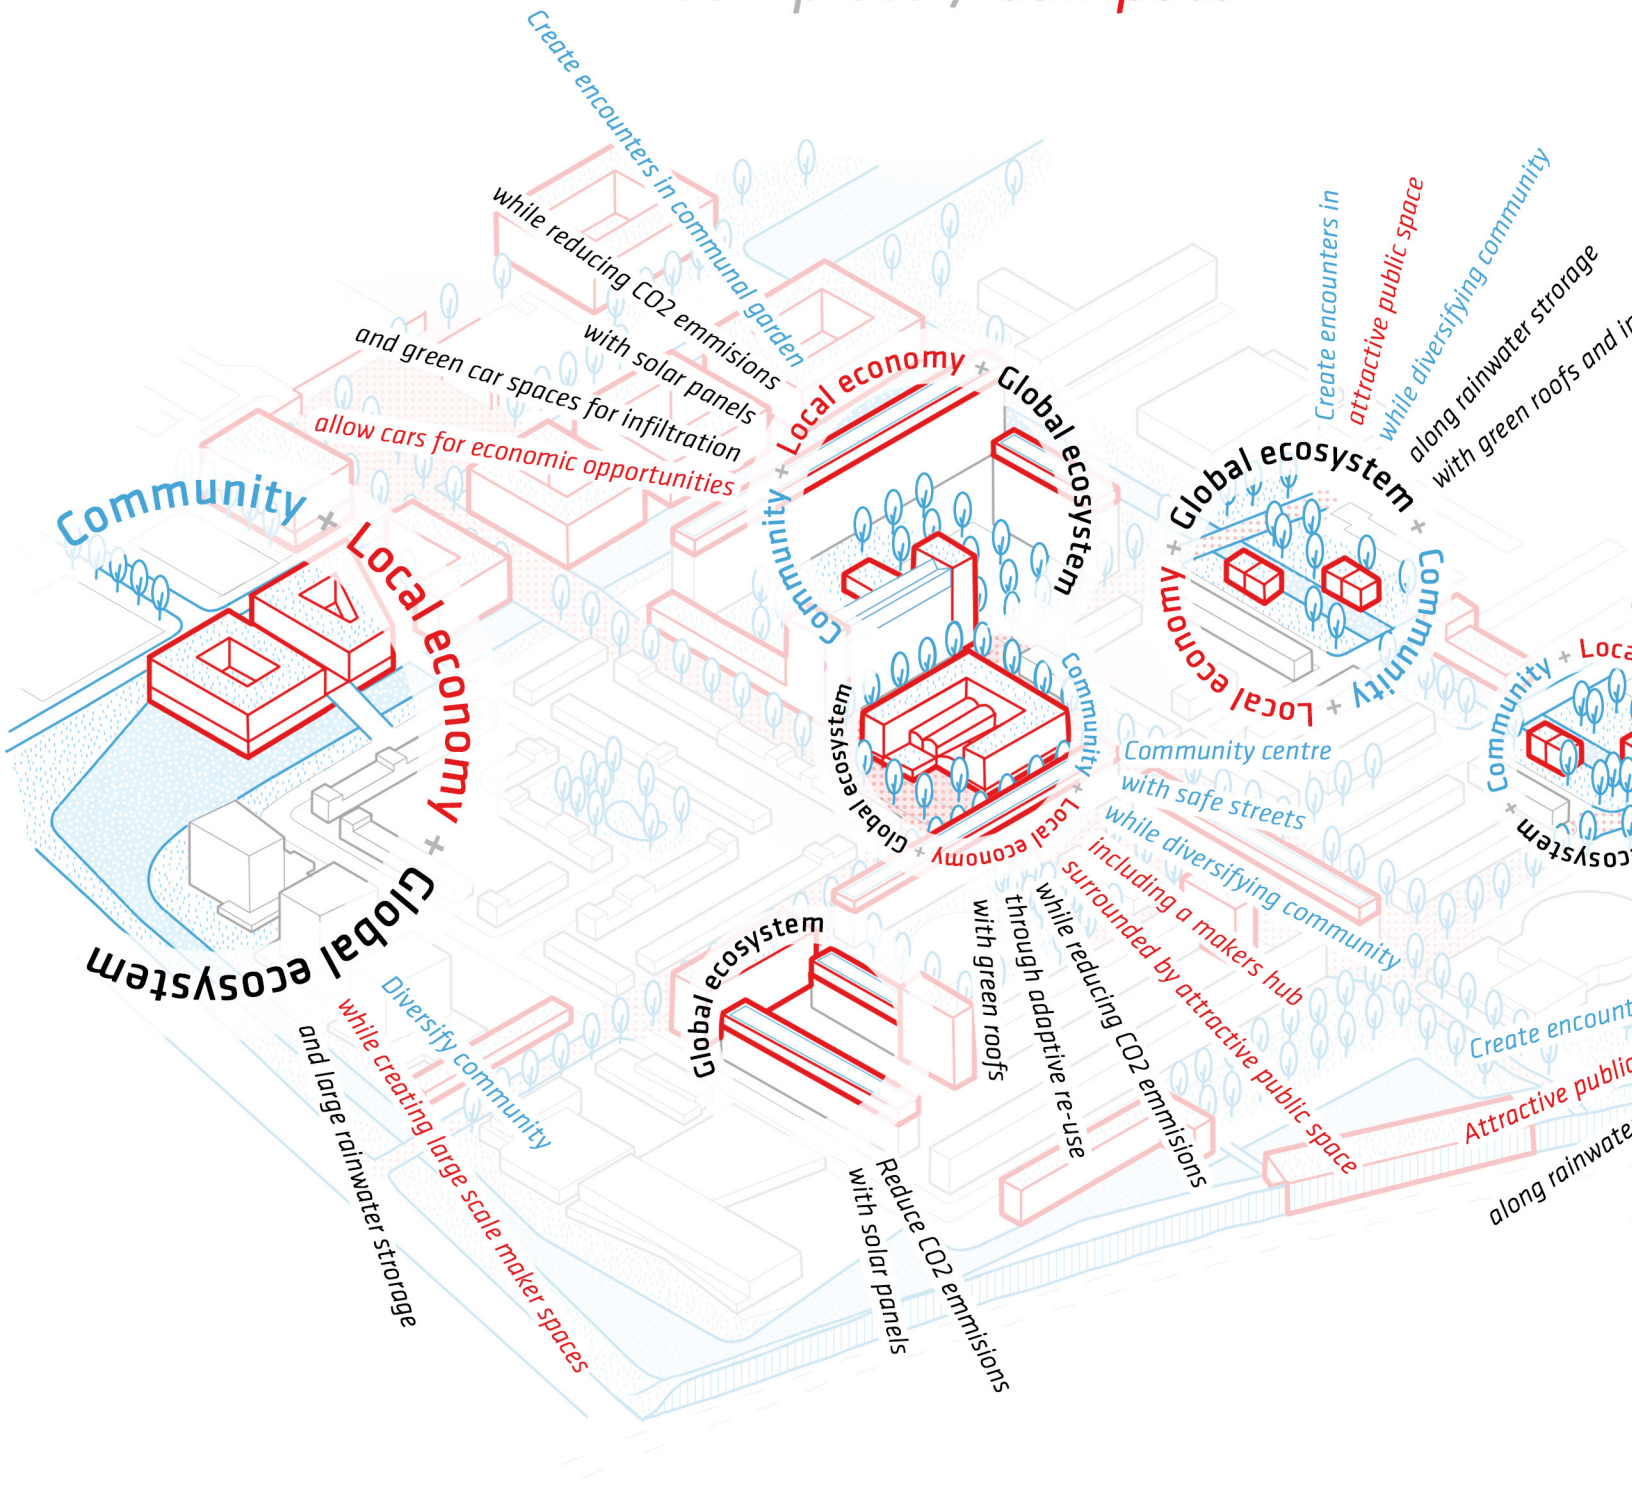 Create encounters in communal garden
while reducing CO2 emmisions
with solar panels
and green car spaces for infiltration
allow cars for economic opportunities
Community + Local economy + Global ecosystem
Create encounters in
attractive public space
while diversifying community
along rainwater strorage
with green roofs and in
Local economy + Global ecosystem + Community
Community + Local economy + Global ecosystem
Diversify community
while creating large scale maker spaces
and large rainwater strorage
Global ecosystem + Local economy + Community
Community centre
with safe streets
while diversifying community
including a makers hub
surrounded by attractive public space
while reducing CO2 emmisions
through adaptive re-use
with green roofs
Global ecosystem
Reduce CO2 emmisions
with solar panels
+ Community + Loca
cosystem
Create encount
Attractive public
along rainwate